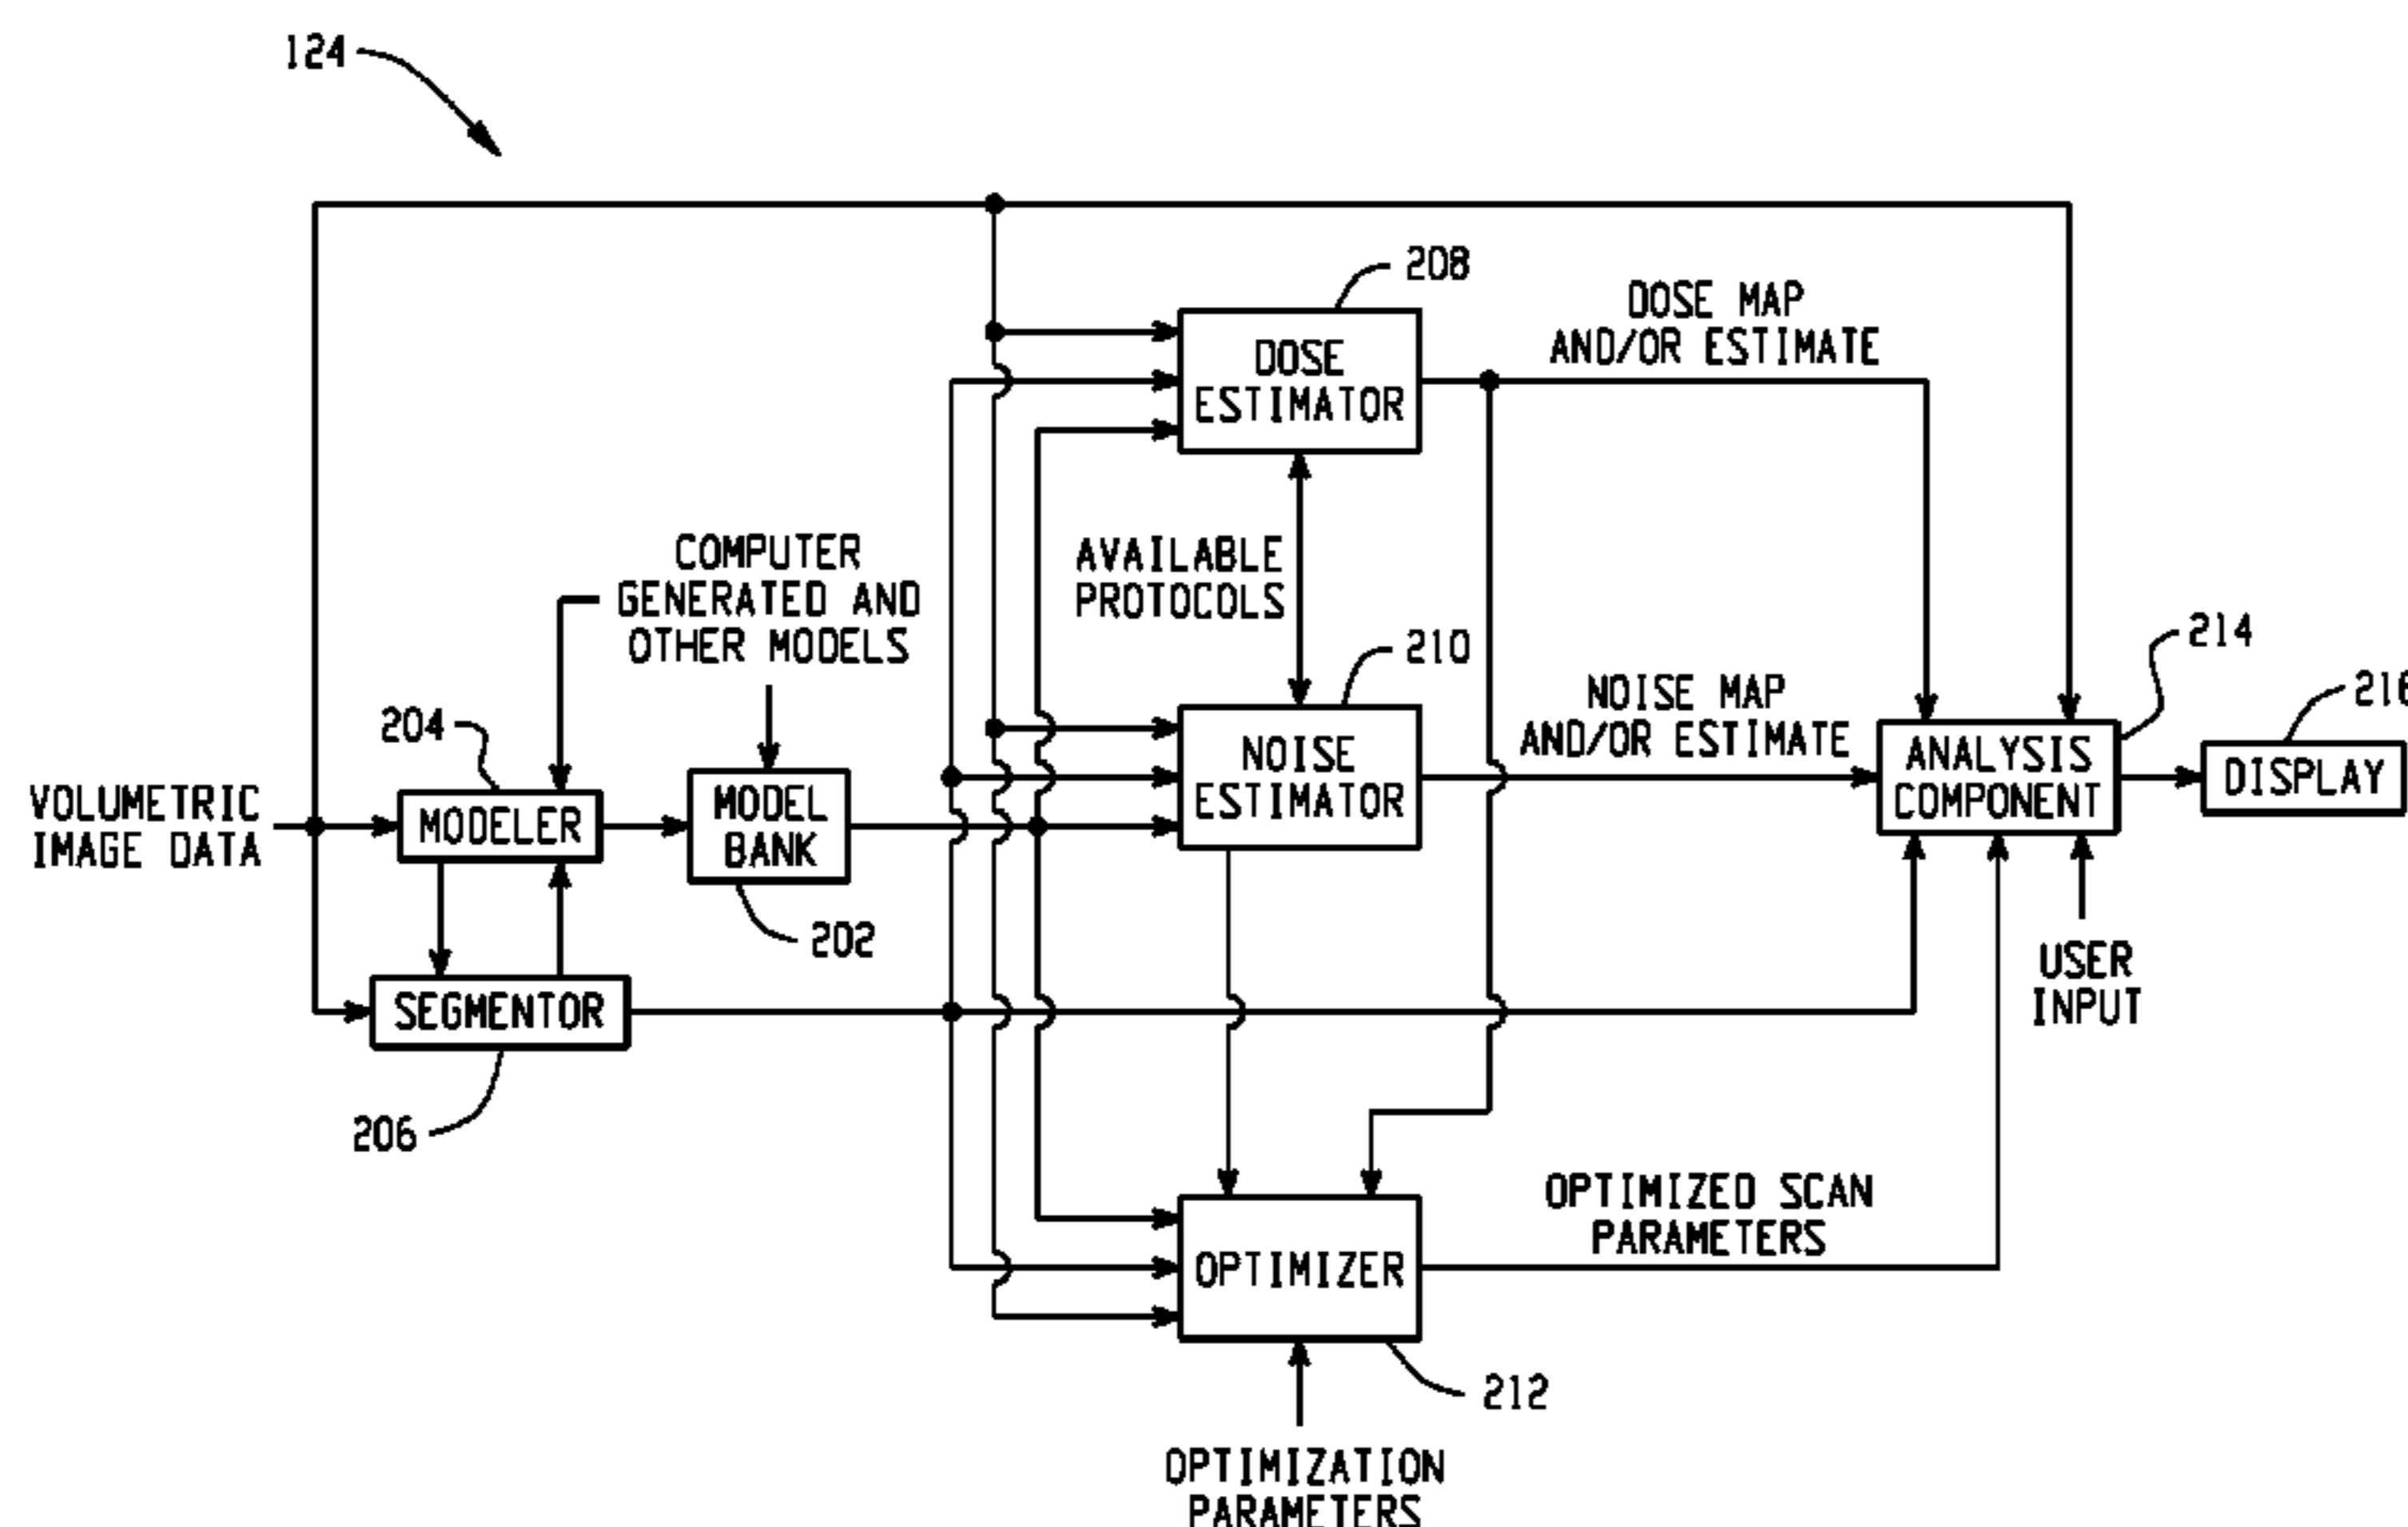 124
208
DOSE MAP
AND/OR ESTIMATE
DOSE
ESTIMATOR
COMPUTER
GENERATED AND
OTHER MODELS
AVAILABLE
PROTOCOLS
210
214
204
NOISE MAP
AND/OR ESTIMATE
216
VOLUMETRIC
IMAGE DATA
MODELER
MODEL
BANK
NOISE
ESTIMATOR
ANALYSIS
COMPONENT
DISPLAY
202
USER
INPUT
SEGMENTOR
206
OPTIMIZED SCAN
PARAMETERS
OPTIMIZER
212
OPTIMIZATION
PARAMETERS